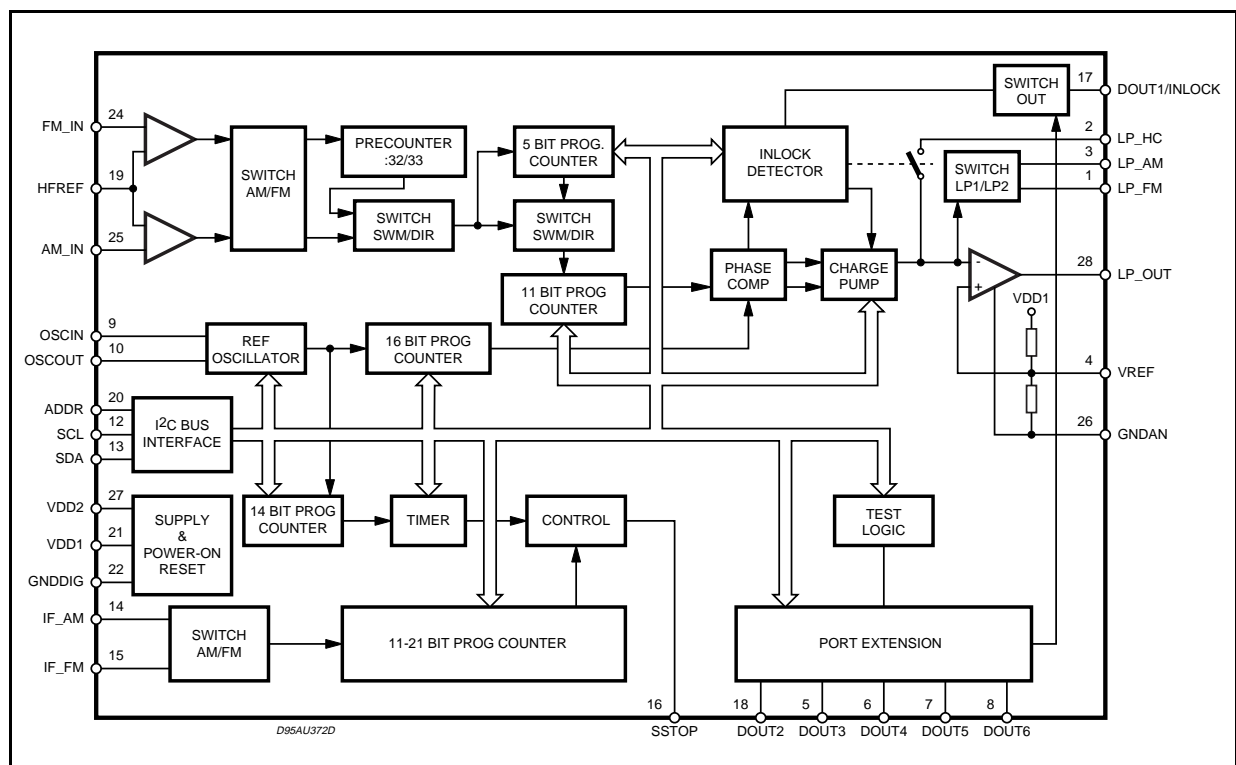 SWITCH
OUT
17
DOUT1/INLOCK
24
FM_IN
PRECOUNTER
:32/33
5 BIT PROG.
COUNTER
INLOCK
DETECTOR
2
LP_HC
19
HFREF
SWITCH
AM/FM
SWITCH
LP1/LP2
3
LP_AM
1
LP_FM
SWITCH
SWM/DIR
SWITCH
SWM/DIR
25
AM_IN
PHASE
COMP
CHARGE
PUMP
-
+
28
LP_OUT
11 BIT PROG
COUNTER
VDD1
9
OSCIN
10
OSCOUT
REF
OSCILLATOR
16 BIT PROG
COUNTER
4
VREF
20
ADDR
12
SCL
13
SDA
I2C BUS
INTERFACE
26
GNDAN
27
VDD2
21
VDD1
22
GNDDIG
SUPPLY
&
POWER-ON
RESET
14 BIT PROG
COUNTER
TIMER
CONTROL
TEST
LOGIC
14
IF_AM
15
IF_FM
SWITCH
AM/FM
11-21 BIT PROG COUNTER
PORT EXTENSION
16
SSTOP
18
DOUT2
5
DOUT3
6
DOUT4
7
DOUT5
8
DOUT6
D95AU372D